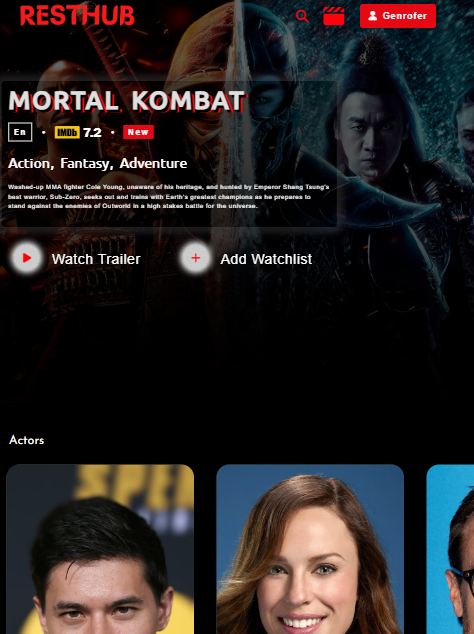 RESTHUB
Genrofer
MORTAL KOMBAT
En • IMDb 7.2 • New
Action, Fantasy, Adventure
Washed-up MMA fighter Cole Young, unaware of his heritage, and hunted by Emperor Shang Tsung's
best warrior, Sub-Zero, seeks out and trains with Earth's greatest champions as he prepares to
stand against the enemies of Outworld in a high stakes battle for the universe.
Watch Trailer
Add Watchlist
Actors